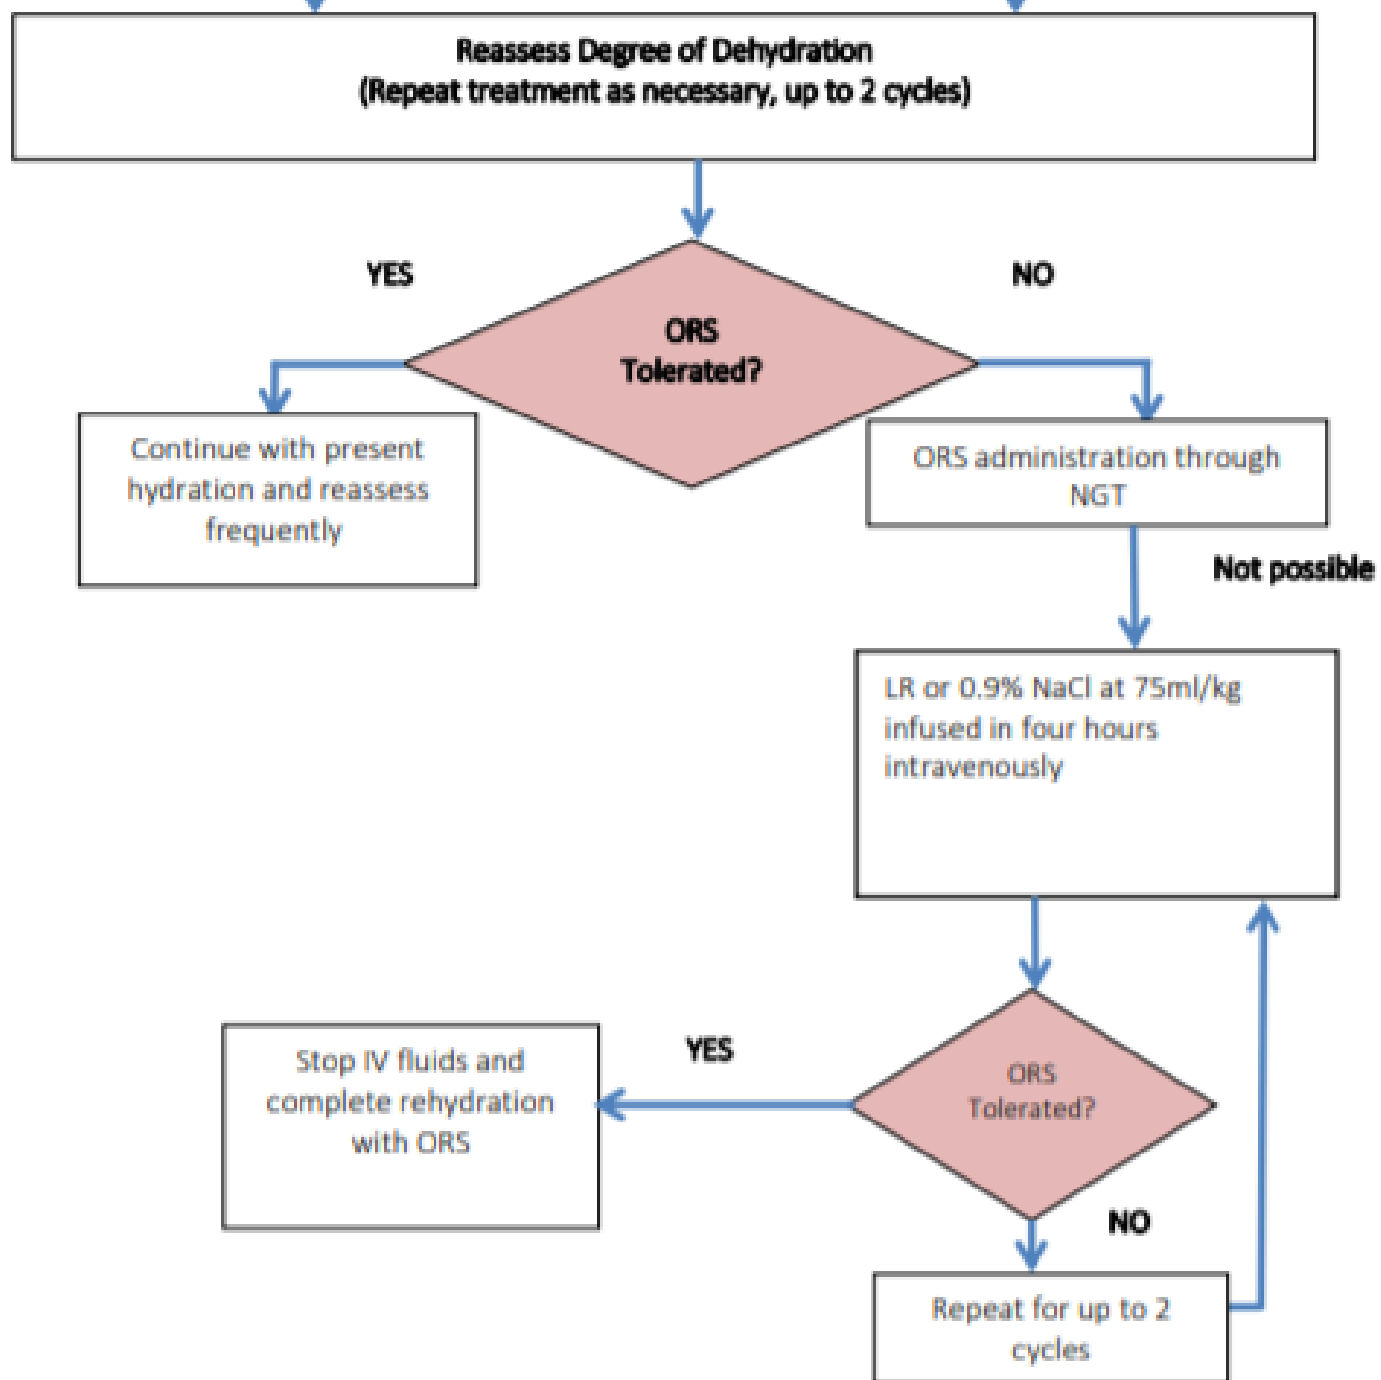 Reassess Degree of Dehydration
(Repeat treatment as necessary, up to 2 cycles)
YES
NO
ORS
Tolerated?
Continue with present
hydration and reassess
frequently
ORS administration through
NGT
Not possible
LR or 0.9% NaCl at 75ml/kg
infused in four hours
intravenously
ORS
Tolerated?
YES
Stop IV fluids and
complete rehydration
with ORS
NO
Repeat for up to 2
cycles